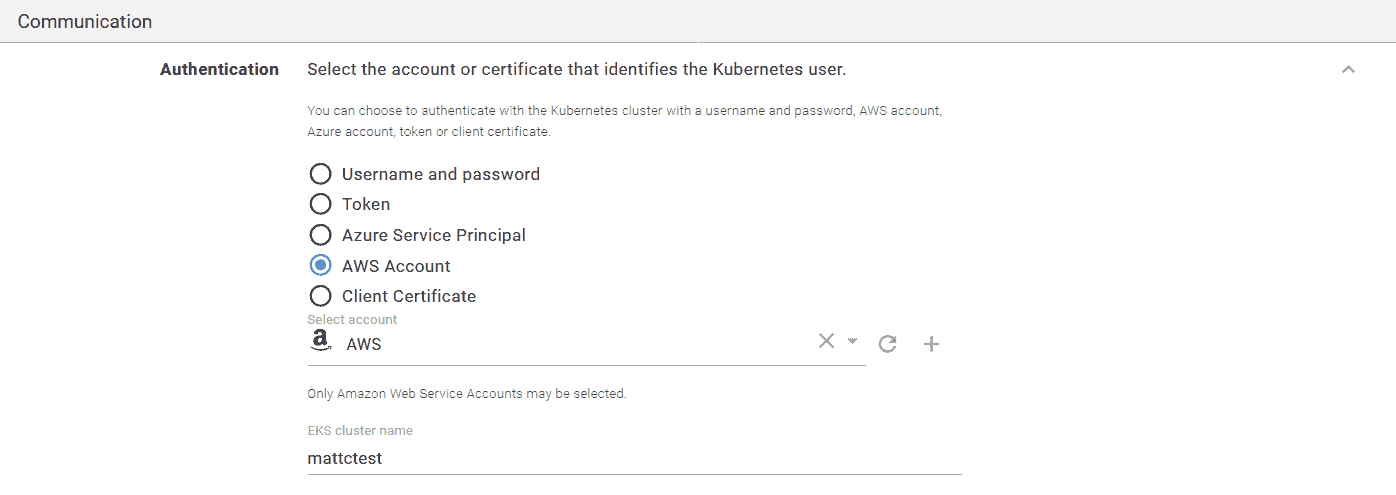 Communication
Authentication Select the account or certificate that identifies the Kubernetes user.
You can choose to authenticate with the Kubernetes cluster with a username and password, AWS account,
Azure account, token or client certificate.
Username and password
Token
Azure Service Principal
AWS Account
Client Certificate
Select account
a AWS
Only Amazon Web Service Accounts may be selected.
EKS cluster name
mattctest